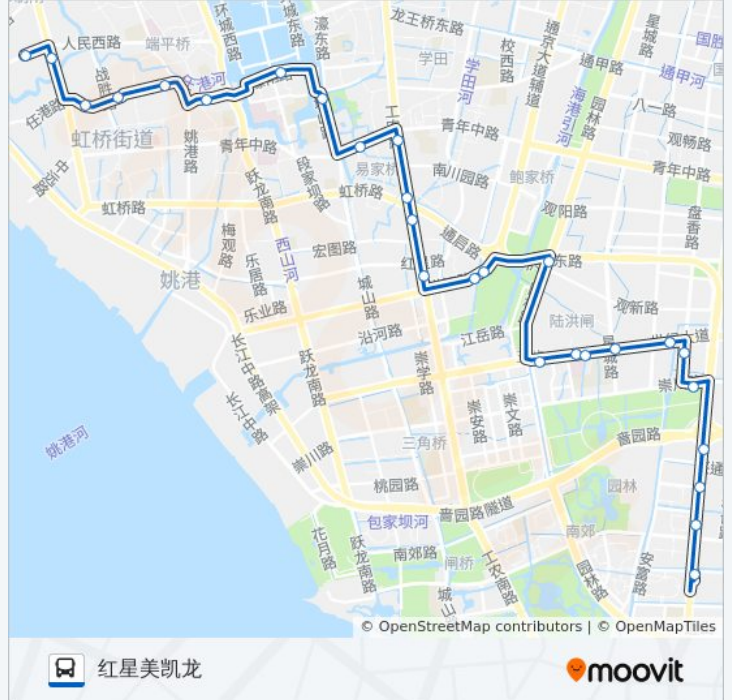 龙王桥东路
人民西路
端平桥
环城西路
濠东路
学田
学田河
校西路
通京大道辅道
星城路
通甲路
通甲河
海港引河
园林路
八一路
任港路
虹桥街道
姚港路
青年中路
青年中路
观畅路
青年中路
易家桥
南川园路
鲍家桥
段家坝路
跃龙南路
虹桥路
虹桥路
观阳路
盘香路
梅观路
西山河
宏图路
通昌路
东路
乐居路
姚港
城山路
乐业路
观新路
陆洪闸
沿河路
江岳路
长江中路高架
跃龙南路
崇学路
长江中路
崇安路
崇文路
姚港河
三角桥
啬园路
崇川路
桃园路
园林
啬园路隧道
包家坝河
南郊
花月路
跃龙南路
南郊路
闸桥
工农南路
园林路
安富路
城山
© OpenStreetMap contributors | © OpenMapTiles
红星美凯龙
moovit